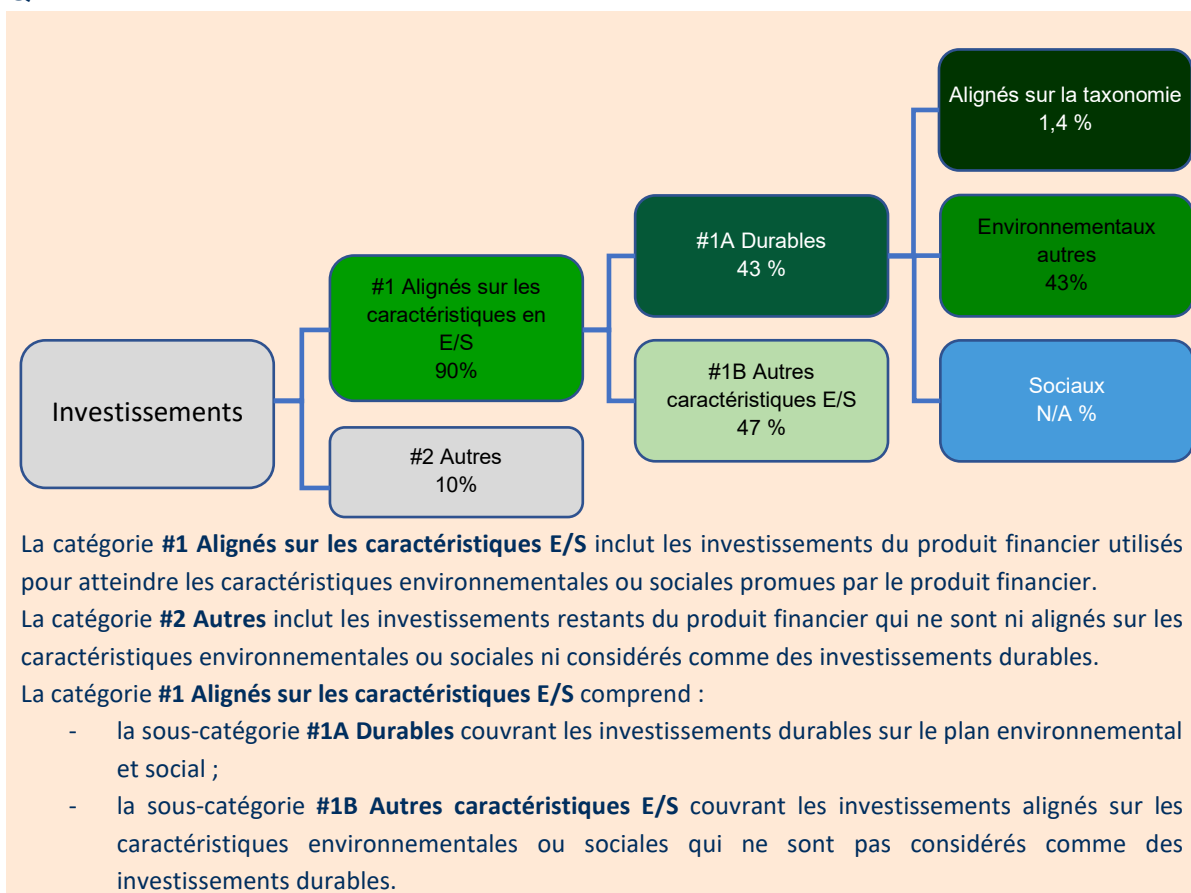 Alignés sur la taxonomie
1,4 %
#1A Durables
43 %
Environnementaux
autres
43%
#1 Alignés sur les
caractéristiques en
E/S
90%
Investissements
#1B Autres
caractéristiques E/S
47 %
Sociaux
N/A %
#2 Autres
10%
La catégorie #1 Alignés sur les caractéristiques E/S inclut les investissements du produit financier utilisés
pour atteindre les caractéristiques environnementales ou sociales promues par le produit financier.
La catégorie #2 Autres inclut les investissements restants du produit financier qui ne sont ni alignés sur les
caractéristiques environnementales ou sociales ni considérés comme des investissements durables.
La catégorie #1 Alignés sur les caractéristiques E/S comprend :
- la sous-catégorie #1A Durables couvrant les investissements durables sur le plan environnemental
et social ;
- la sous-catégorie #1B Autres caractéristiques E/S couvrant les investissements alignés sur les
caractéristiques environnementales ou sociales qui ne sont pas considérés comme des
investissements durables.